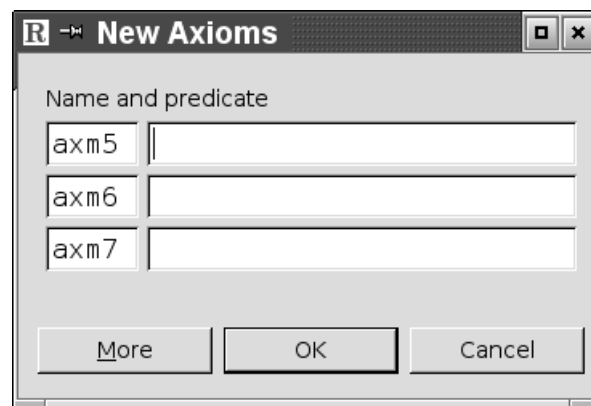 R New Axioms
Name and predicate
axm5
axm6
axm7
More OK Cancel